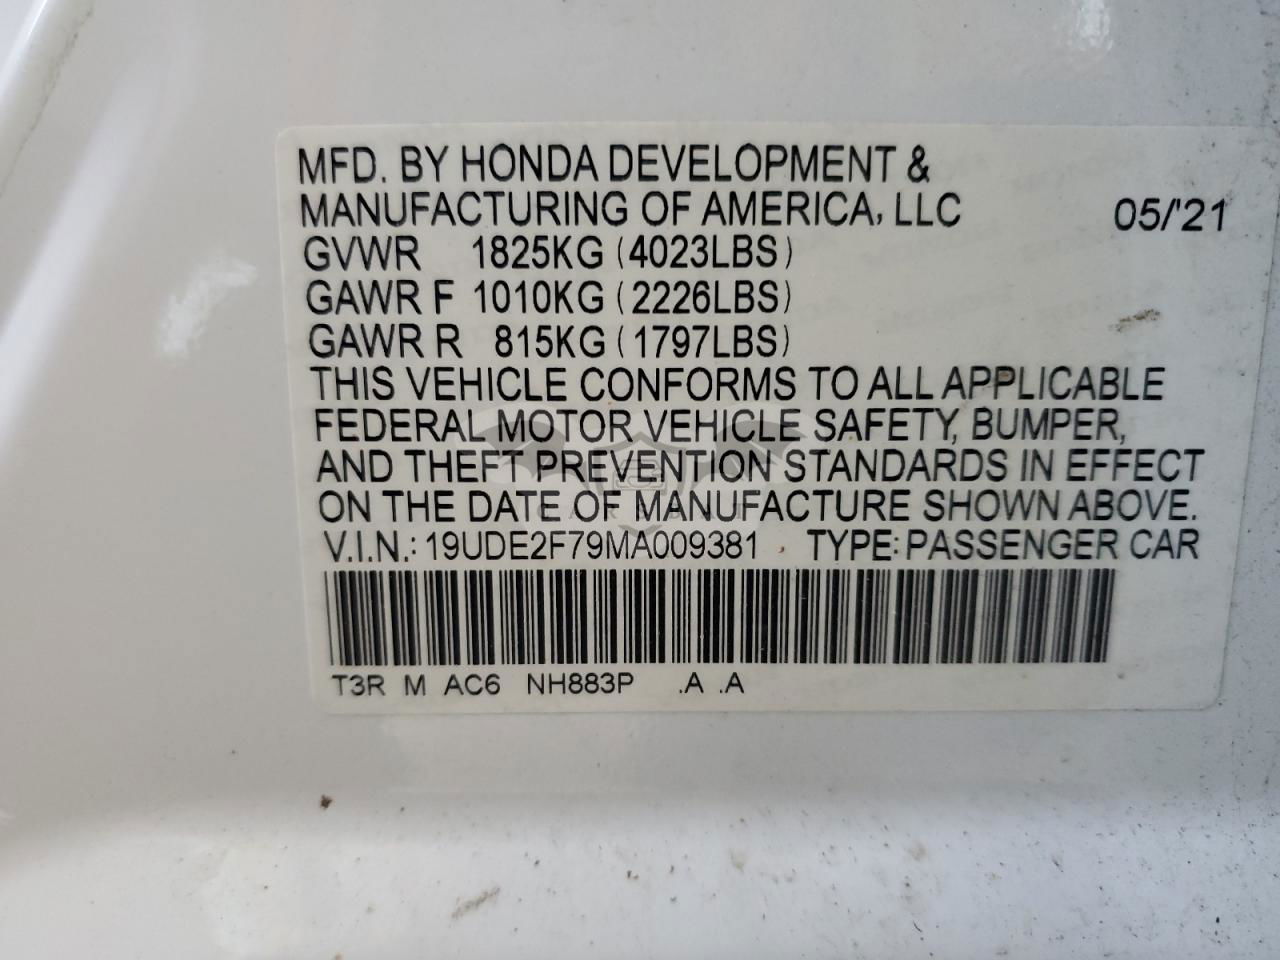 MFD. BY HONDA DEVELOPMENT &
MANUFACTURING OF AMERICA, LLC 05/'21
GVWR 1825KG (4023LBS)
GAWR F 1010KG (2226LBS)
GAWR R 815KG (1797LBS)
THIS VEHICLE CONFORMS TO ALL APPLICABLE
FEDERAL MOTOR VEHICLE SAFETY, BUMPER,
AND THEFT PREVENTION STANDARDS IN EFFECT
ON THE DATE OF MANUFACTURE SHOWN ABOVE.
V.I.N.: 19UDE2F79MA009381 TYPE: PASSENGER CAR
T3R M AC6 NH883P .A .A